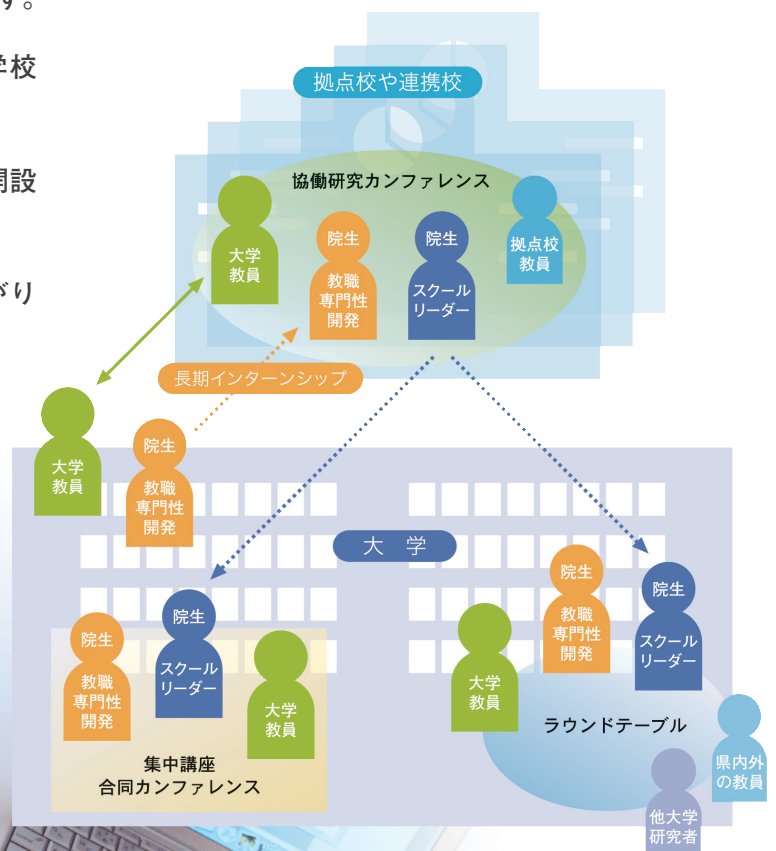 す。
学校
開設
がり
拠点校や連携校
協働研究カンファレンス
大学
教員
院生
教職
専門性
開発
院生
スクール
リーダー
拠点校
教員
長期インターンシップ
大学
教員
院生
教職
専門性
開発
大 学
院生
教職
専門性
開発
院生
スクール
リーダー
大学
教員
集中講座
合同カンファレンス
大学
教員
院生
教職
専門性
開発
院生
スクール
リーダー
ラウンドテーブル
県内外
の教員
他大学
研究者